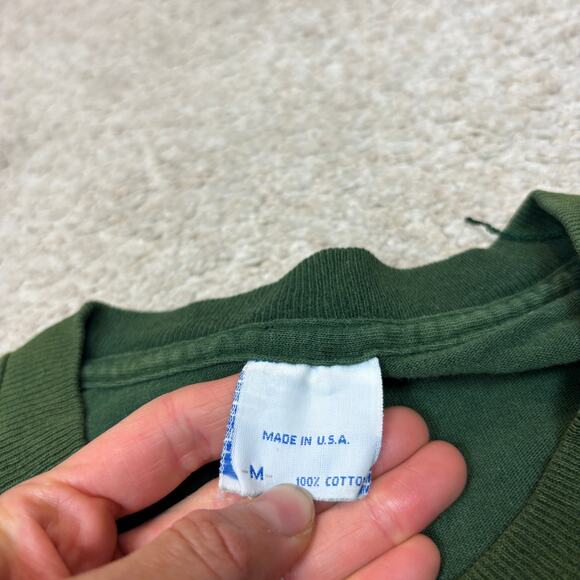 MADE IN U.S.A.
-M-
100% COTTON